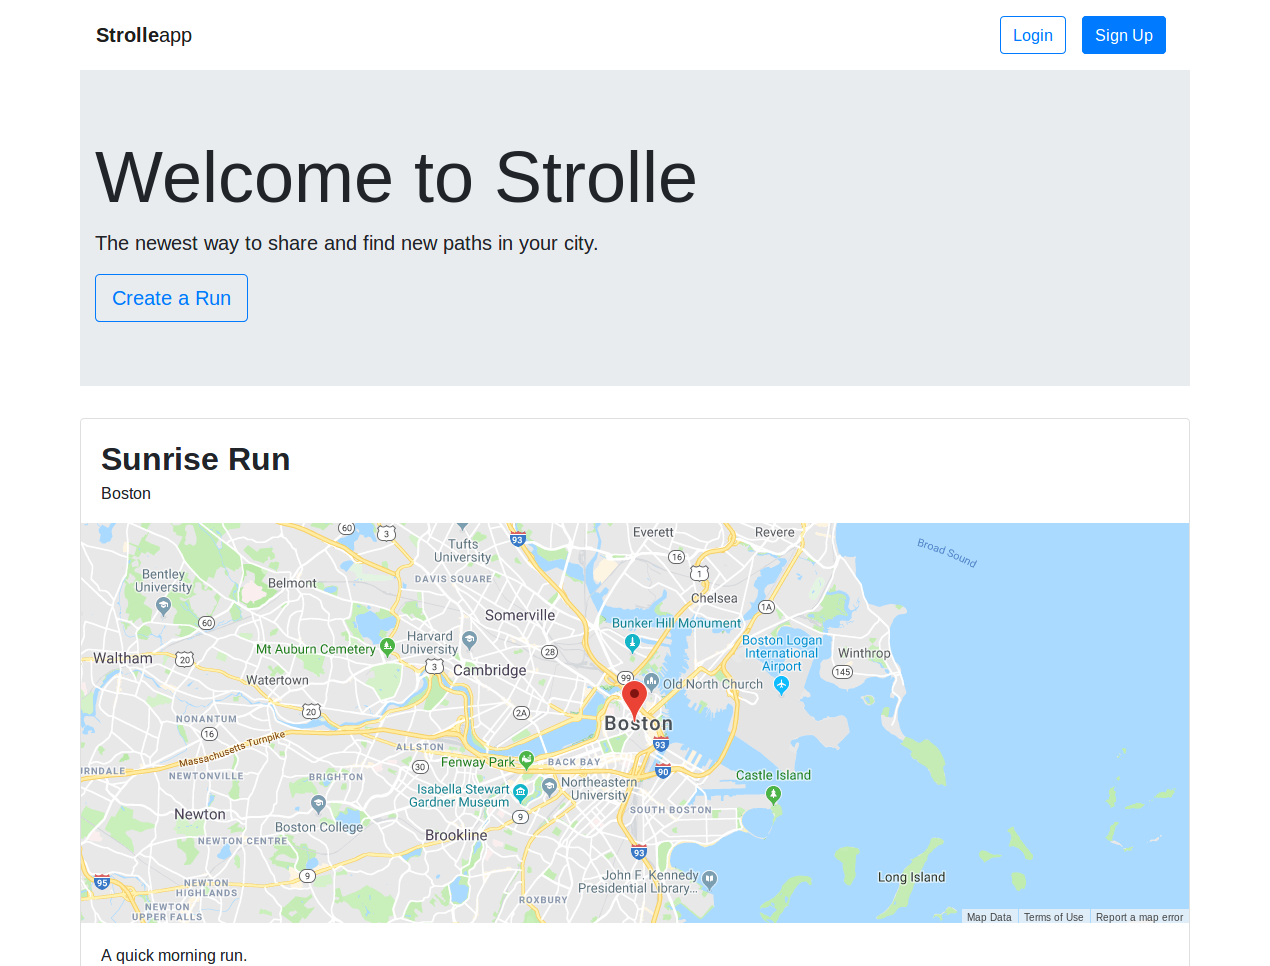 Strolleapp
Login
Sign Up
Welcome to Strolle
The newest way to share and find new paths in your city.
Create a Run
Sunrise Run
Boston
60
3
Tufts
University
93
Everett
Revere
Broad Sound
16
1
Bentley
University
Belmont
DAVIS SQUARE
Chelsea
1A
60
Somerville
Bunker Hill Monument
Mt Auburn Cemetery
Harvard
University
28
Boston Logan
International
Airport
Winthrop
Waltham
20
3
Cambridge
99
Old North Church
145
Watertown
20
2A
NONANTUM
16
Boston
Massachusetts Turnpike
ALLSTON
93
Fenway Park
BACK BAY
30
90
URNDALE
NEWTONVILLE
BRIGHTON
Castle Island
Isabella Stewart
Gardner Museum
Northeastern
University
SOUTH BOSTON
Newton
Boston College
9
Brookline
NEWTON CENTRE
93
9
John F. Kennedy
Presidential Library...
Long Island
95
NEWTON
HIGHLANDS
ROXBURY
NEWTON
UPPER FALLS
Map Data
Terms of Use
Report a map error
A quick morning run.